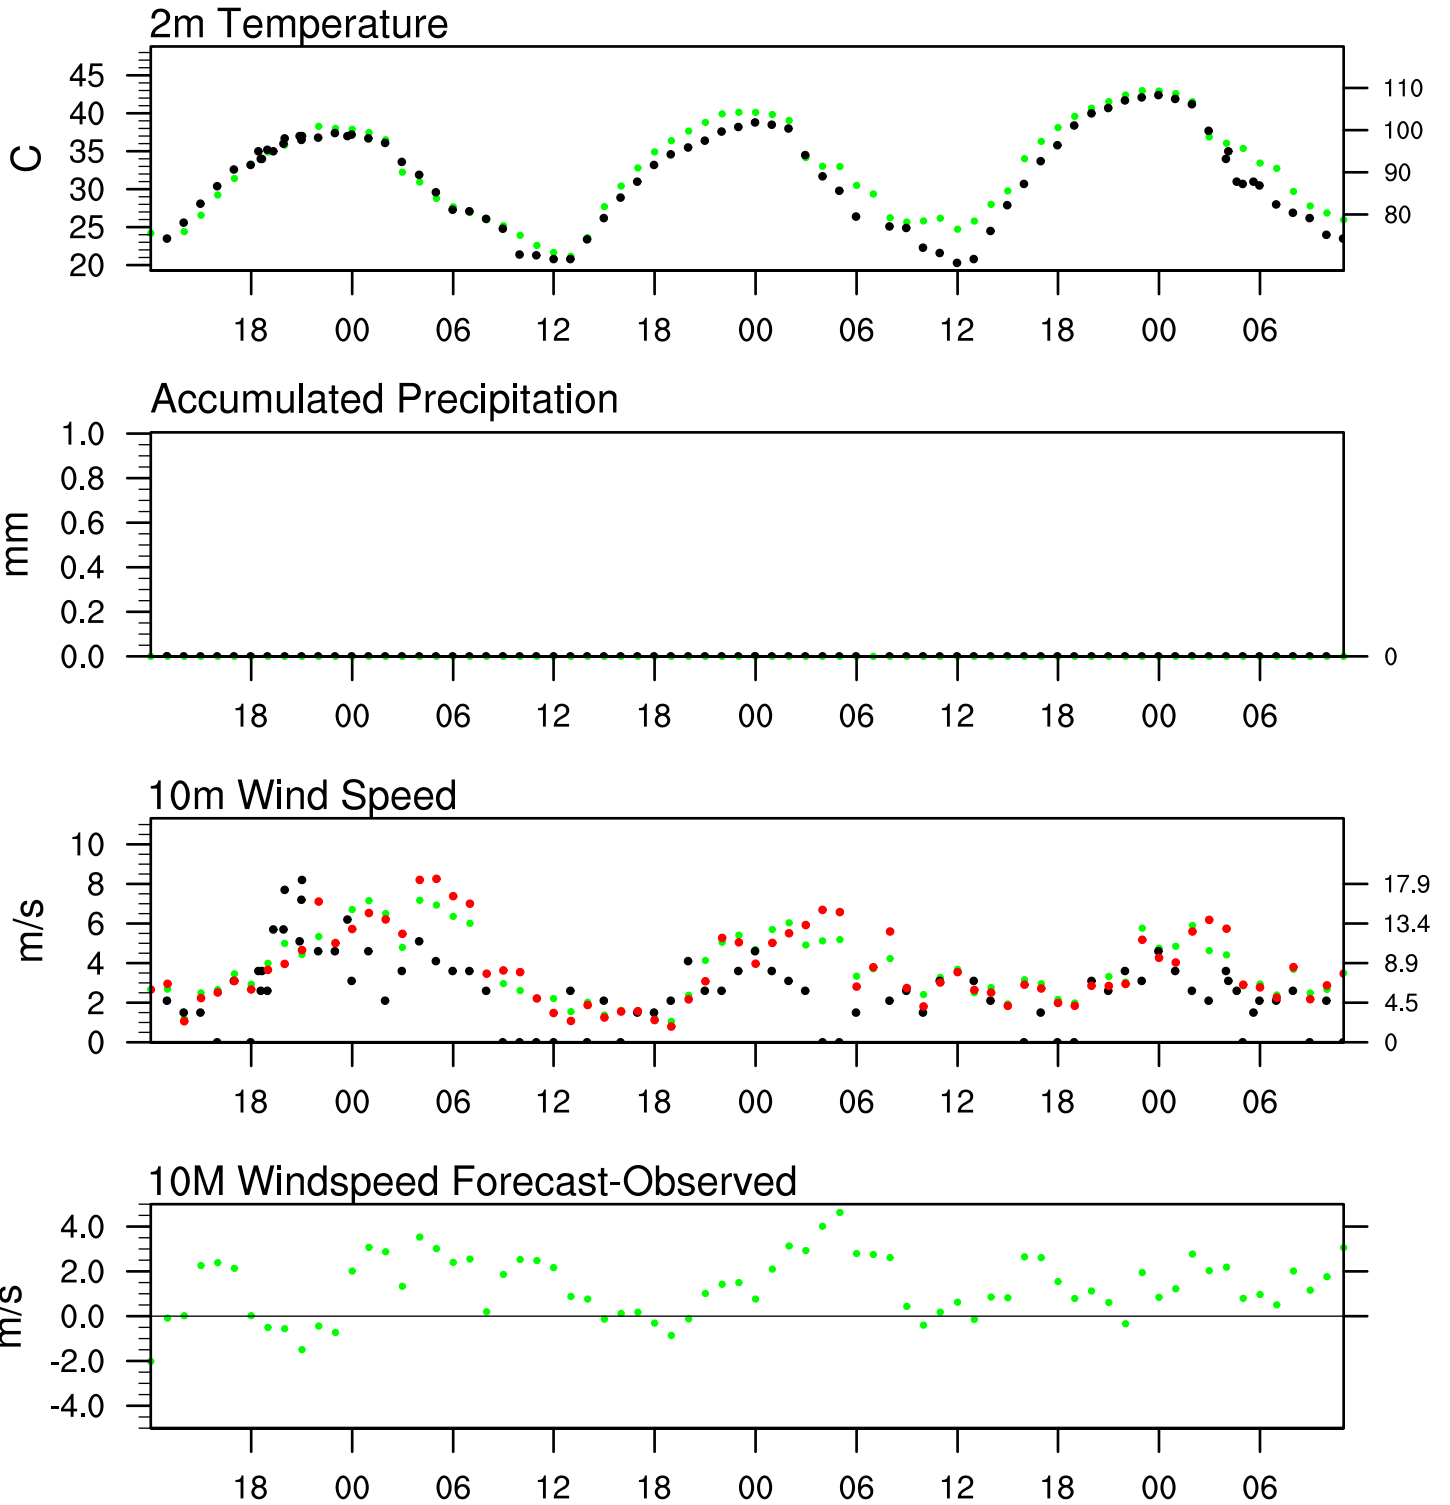 2m Temperature
45
40
35
30
25
20
C
110
100
90
80
18 00 06 12 18 00 06 12 18 00 06
Accumulated Precipitation
1.0
0.8
0.6
0.4
0.2
0.0
mm
0
18 00 06 12 18 00 06 12 18 00 06
10m Wind Speed
10
8
6
4
2
0
m/s
17.9
13.4
8.9
4.5
0
18 00 06 12 18 00 06 12 18 00 06
10M Windspeed Forecast-Observed
4.0
2.0
0.0
-2.0
-4.0
m/s
18 00 06 12 18 00 06 12 18 00 06